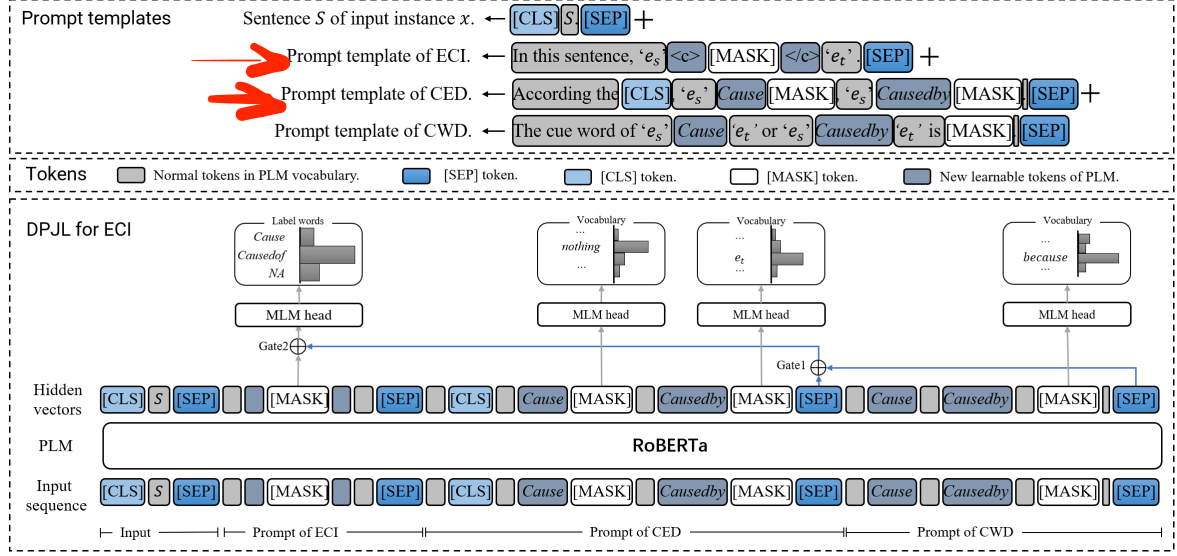 Prompt templates
Sentence S of input instance x. ← [CLS] S. [SEP] +
Prompt template of ECI. ← In this sentence, ‘eₛ’ <c> [MASK] </c> ‘eₜ’. [SEP] +
Prompt template of CED. ← According the [CLS], ‘eₛ’ Cause [MASK], ‘eₛ’ Causedby [MASK]. [SEP] +
Prompt template of CWD. ← The cue word of ‘eₛ’ Cause ‘eₜ’ or ‘eₛ’ Causedby ‘eₜ’ is [MASK]. [SEP]
Tokens Normal tokens in PLM vocabulary. [SEP] token. [CLS] token. [MASK] token. New learnable tokens of PLM.
DPJL for ECI
Label words Vocabulary Vocabulary Vocabulary
Cause ... ... ...
Causedof nothing eₜ because
NA ... ... ...
MLM head MLM head MLM head MLM head
Gate2 Gate1
Hidden vectors [CLS] S [SEP] [MASK] [SEP] [CLS] Cause [MASK] Causedby [MASK] [SEP] Cause Causedby [MASK] [SEP]
PLM RoBERTa
Input sequence [CLS] S [SEP] [MASK] [SEP] [CLS] Cause [MASK] Causedby [MASK] [SEP] Cause Causedby [MASK] [SEP]
Input Prompt of ECI Prompt of CED Prompt of CWD